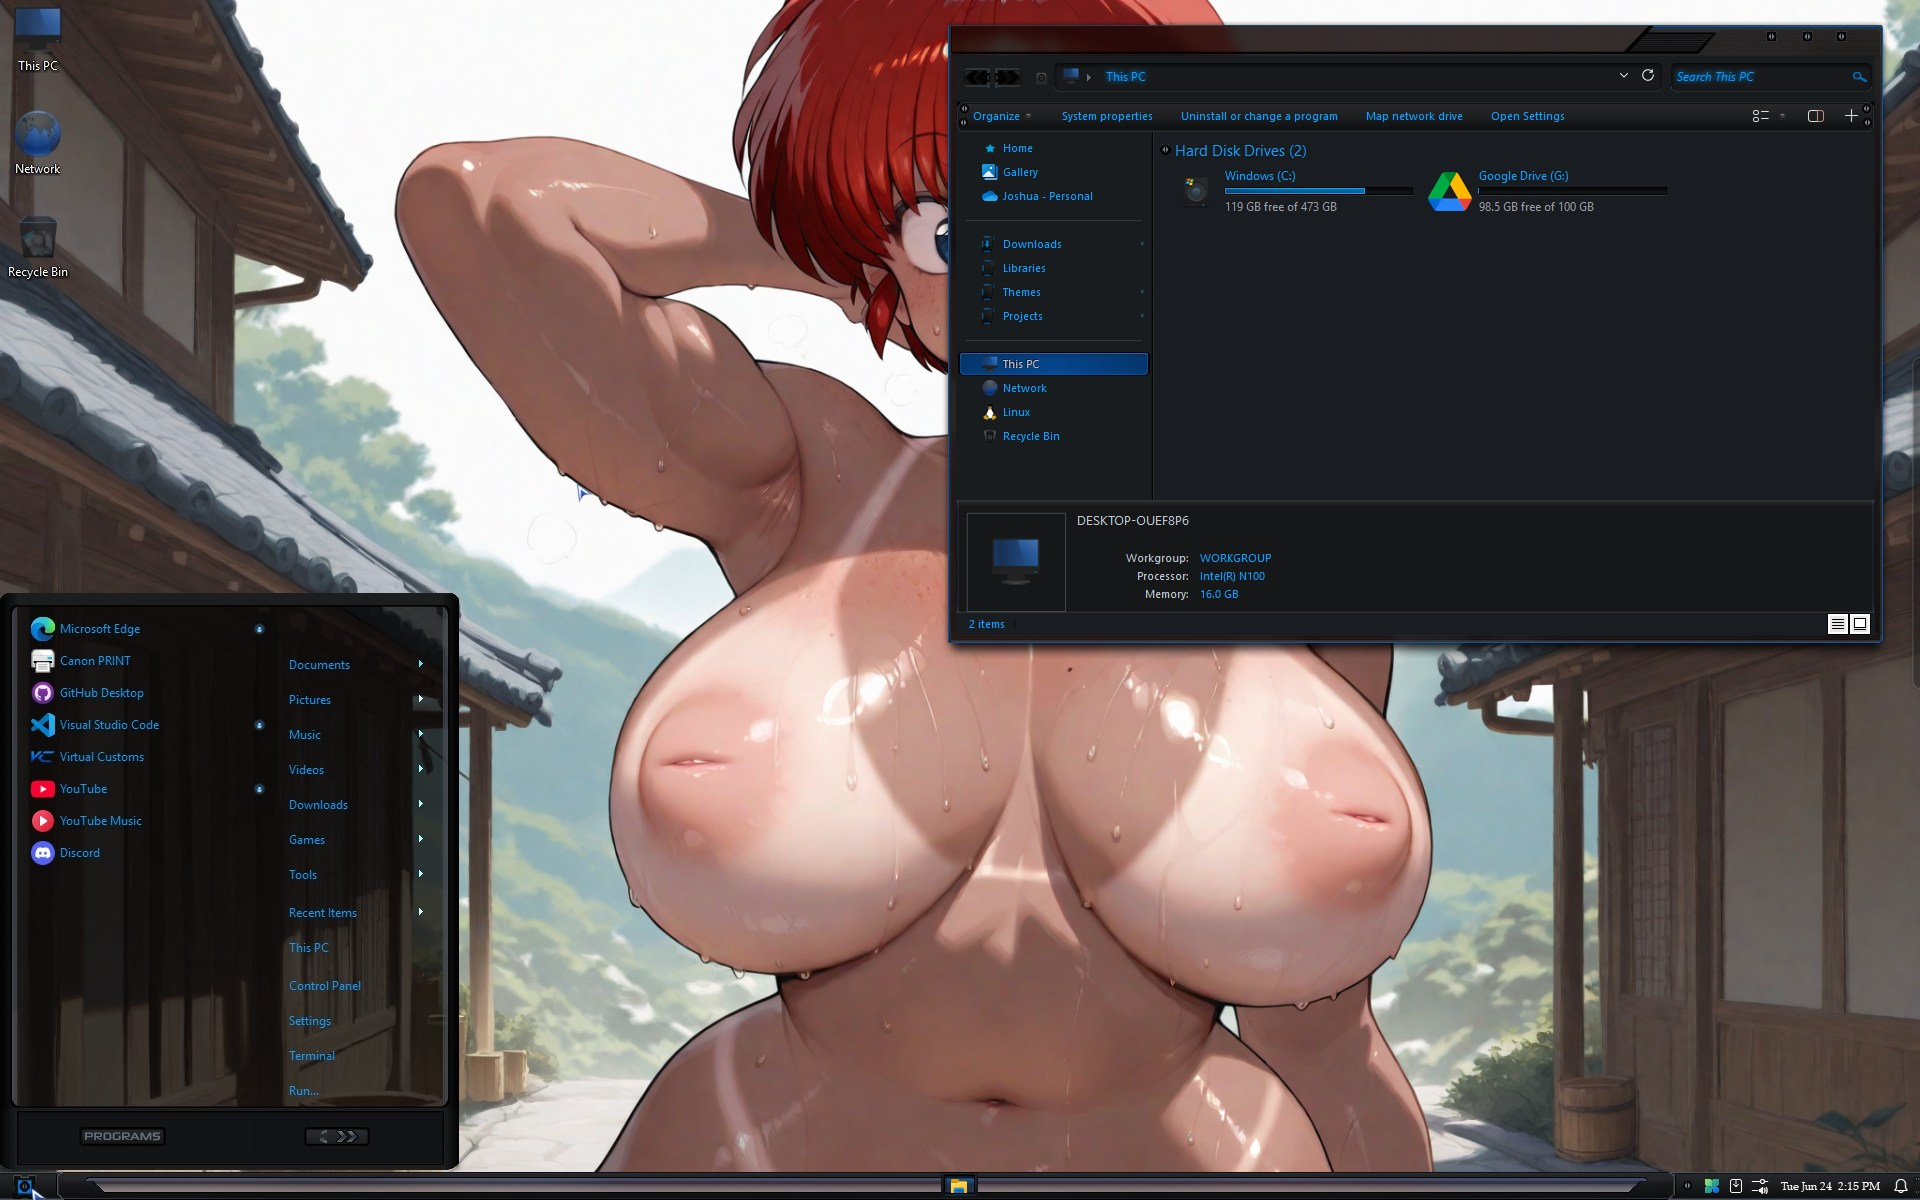 This PC
Network
Recycle Bin
This PC
Search This PC
Organize
System properties
Uninstall or change a program
Map network drive
Open Settings
Home
Gallery
Joshua - Personal
Downloads
Libraries
Themes
Projects
This PC
Network
Linux
Recycle Bin
Hard Disk Drives (2)
Windows (C:)
119 GB free of 473 GB
Google Drive (G:)
98.5 GB free of 100 GB
DESKTOP-OUEF8P6
Workgroup: WORKGROUP
Processor: Intel(R) N100
Memory: 16.0 GB
2 items
Microsoft Edge
Canon PRINT
GitHub Desktop
Visual Studio Code
Virtual Customs
YouTube
YouTube Music
Discord
Documents
Pictures
Music
Videos
Downloads
Games
Tools
Recent Items
This PC
Control Panel
Settings
Terminal
Run...
PROGRAMS
Tue Jun 24 2:15 PM